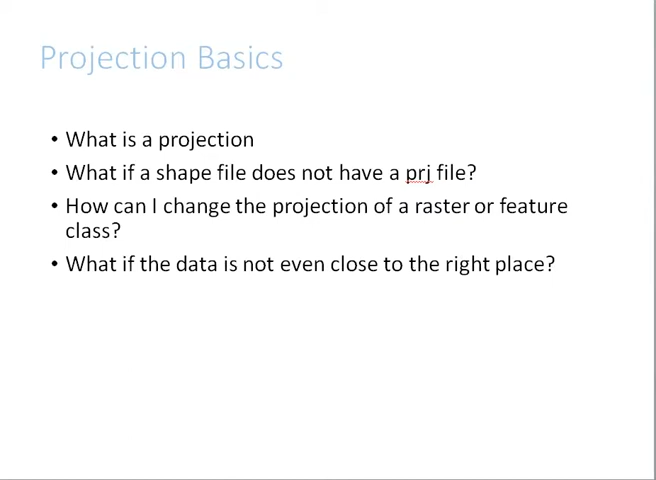 Projection Basics
• What is a projection
• What if a shape file does not have a prj file?
• How can I change the projection of a raster or feature
class?
• What if the data is not even close to the right place?